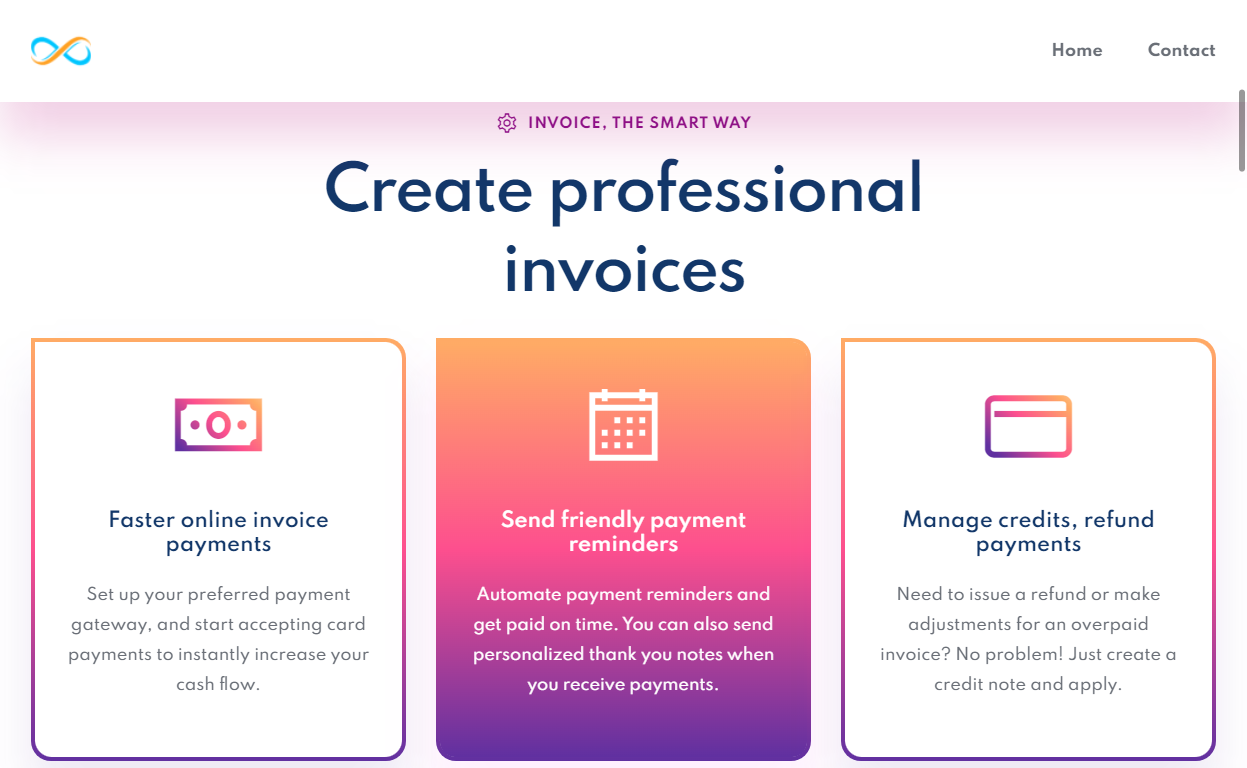 Home Contact
INVOICE, THE SMART WAY
Create professional
invoices
Faster online invoice
payments
Set up your preferred payment
gateway, and start accepting card
payments to instantly increase your
cash flow.
Send friendly payment
reminders
Automate payment reminders and
get paid on time. You can also send
personalized thank you notes when
you receive payments.
Manage credits, refund
payments
Need to issue a refund or make
adjustments for an overpaid
invoice? No problem! Just create a
credit note and apply.